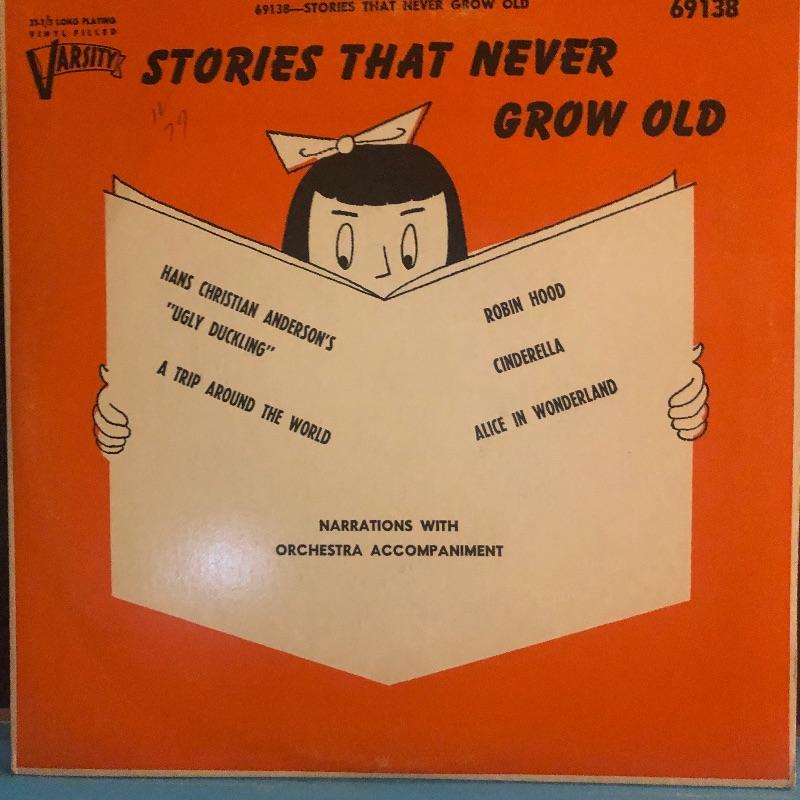 69138—STORIES THAT NEVER GROW OLD
69138
33-1/3 LONG PLAYING
VINYL FILLED
VARSITY
STORIES THAT NEVER
GROW OLD
HANS CHRISTIAN ANDERSON'S
"UGLY DUCKLING"
A TRIP AROUND THE WORLD
ROBIN HOOD
CINDERELLA
ALICE IN WONDERLAND
NARRATIONS WITH
ORCHESTRA ACCOMPANIMENT